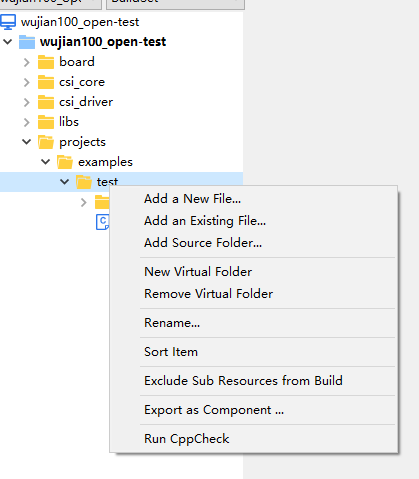 wujian100_open-test
wujian100_open-test
board
csi_core
csi_driver
libs
projects
examples
test
Add a New File...
Add an Existing File...
Add Source Folder...
New Virtual Folder
Remove Virtual Folder
Rename...
Sort Item
Exclude Sub Resources from Build
Export as Component ...
Run CppCheck